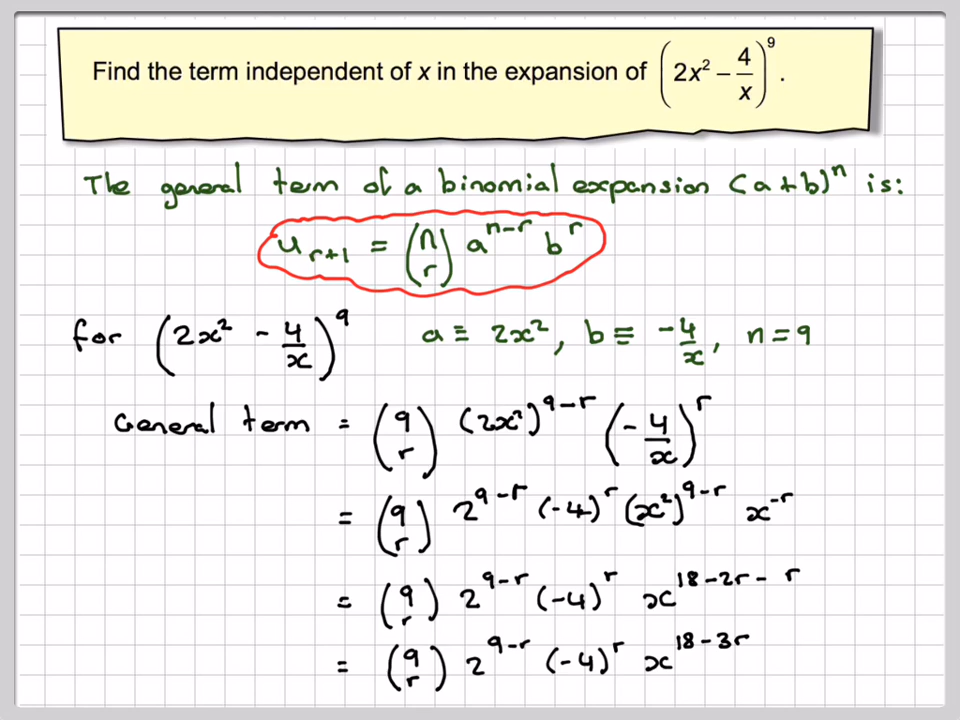 Find the term independent of x in the expansion of (2x² − 4/x)⁹.
The general term of a binomial expansion (a+b)ⁿ is:
u_{r+1} = (n r) a^{n-r} b^r
for (2x² - 4/x)⁹ a ≡ 2x², b ≡ -4/x, n = 9
General term = (9 r) (2x²)^{9-r} (-4/x)^r
= (9 r) 2^{9-r} (-4)^r (x²)^{9-r} x^{-r}
= (9 r) 2^{9-r} (-4)^r x^{18-2r-r}
= (9 r) 2^{9-r} (-4)^r x^{18-3r}